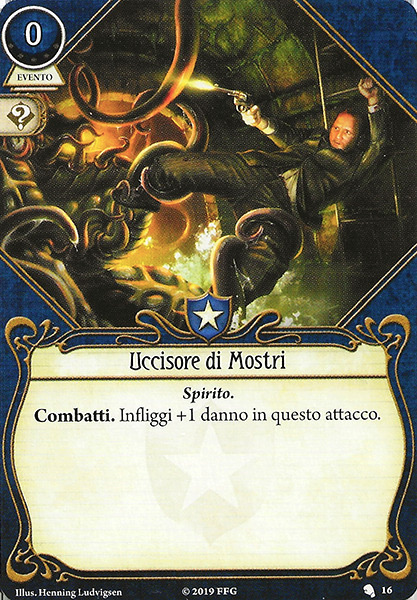 0
EVENTO
?
Uccisore di Mostri
Spirito.
Combatti. Infliggi +1 danno in questo attacco.
Illus. Henning Ludvigsen
© 2019 FFG
16